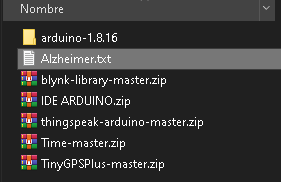 Nombre
arduino-1.8.16
Alzheimer.txt
blynk-library-master.zip
IDE ARDUINO.zip
thingspeak-arduino-master.zip
Time-master.zip
TinyGPSPlus-master.zip